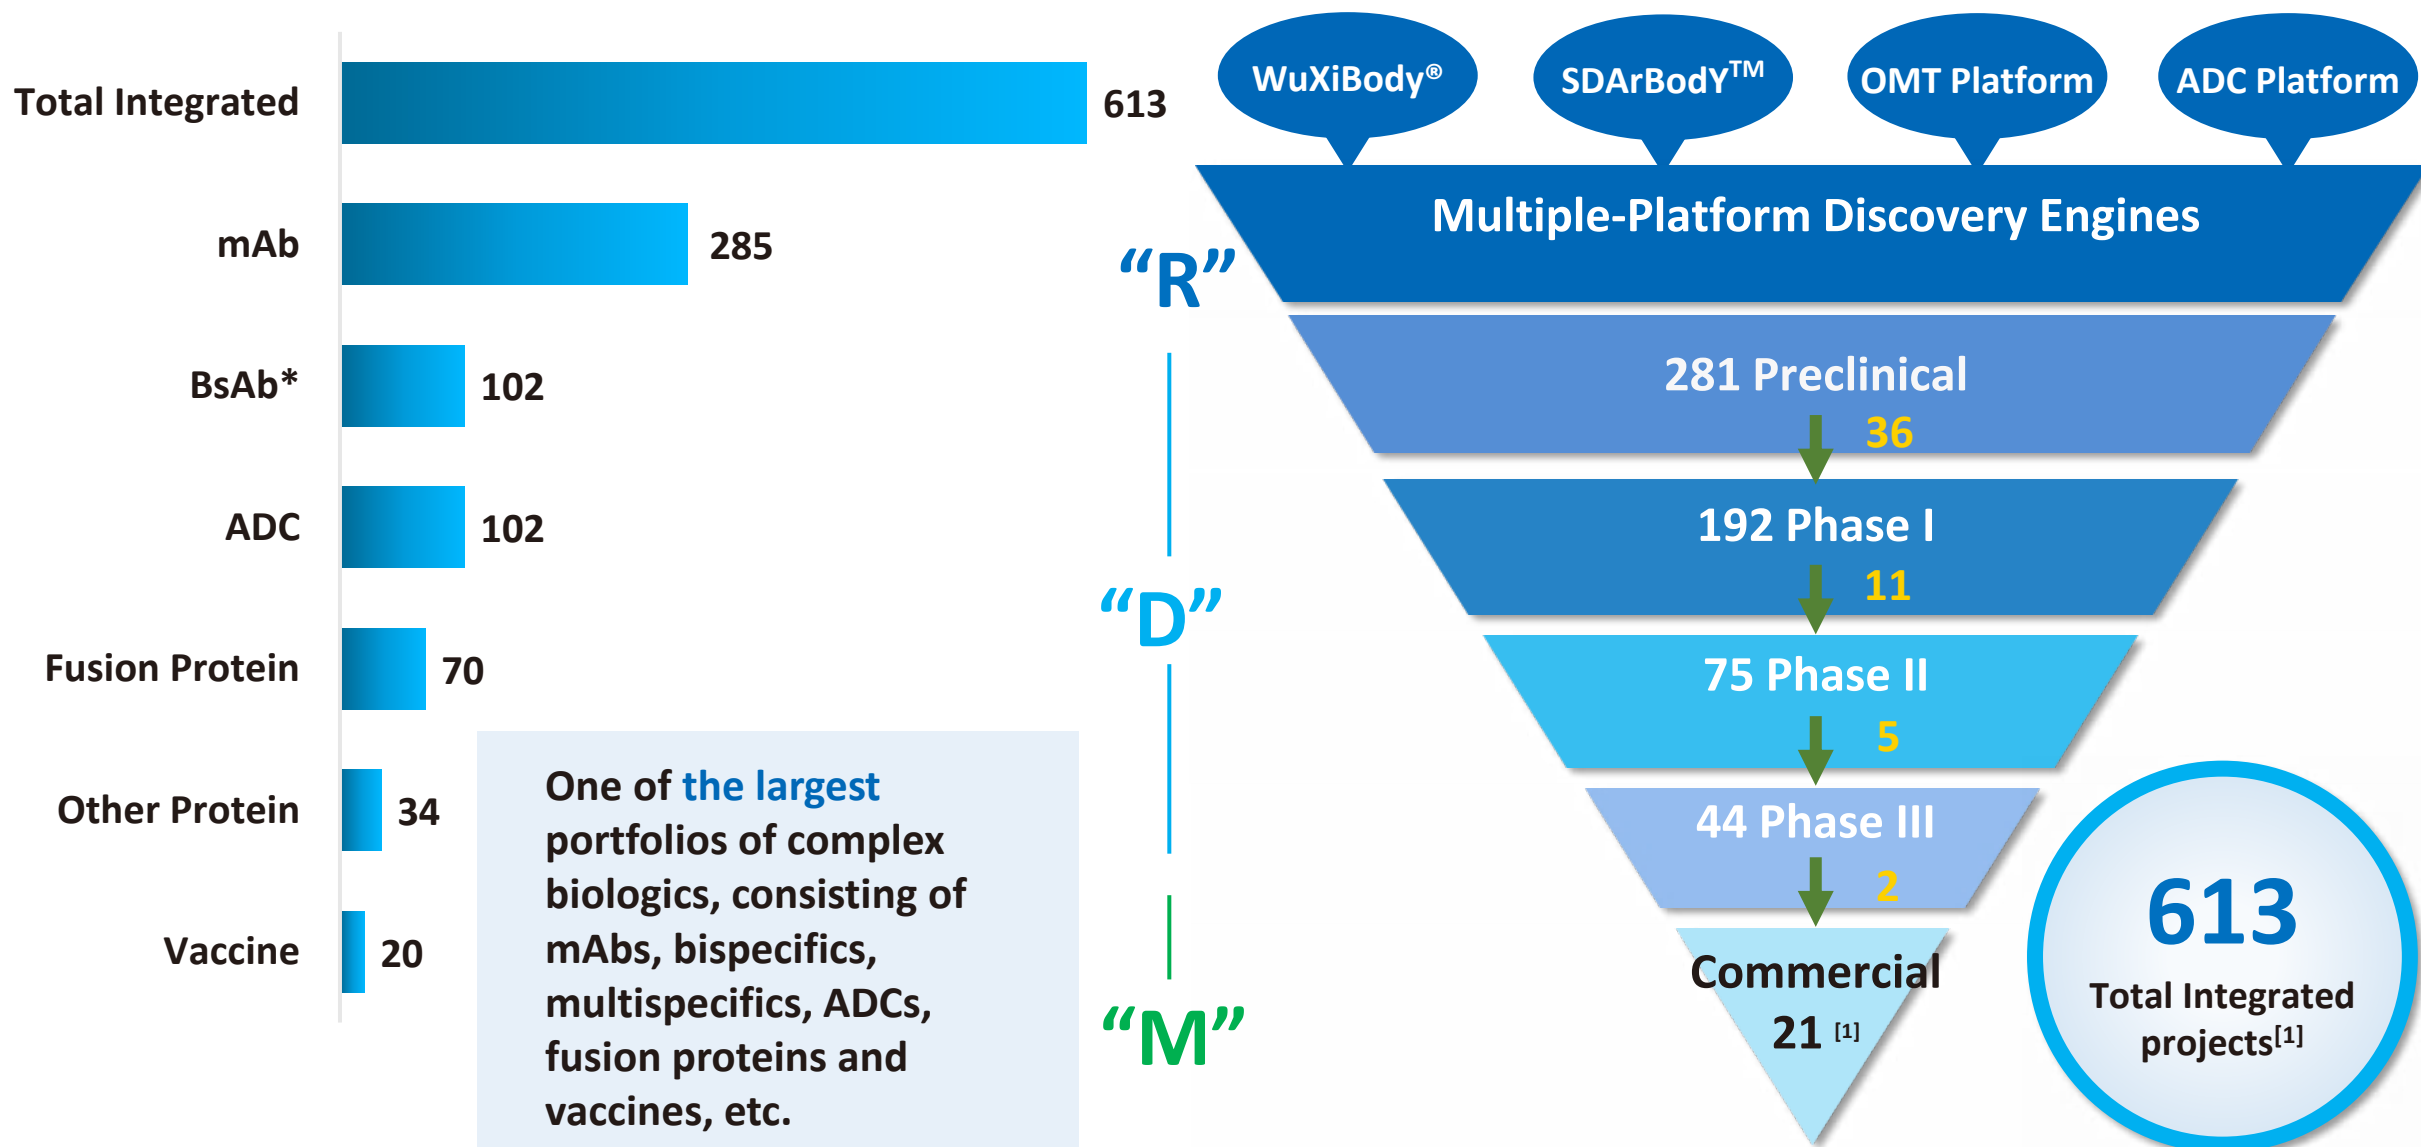 Total Integrated
613
mAb
285
BsAb*
102
ADC
102
Fusion Protein
70
Other Protein
34
Vaccine
20
One of the largest
portfolios of complex
biologics, consisting of
mAbs, bispecifics,
multispecifics, ADCs,
fusion proteins and
vaccines, etc.
“R”
“D”
“M”
WuXiBody®
SDArBodY™
OMT Platform
ADC Platform
Multiple-Platform Discovery Engines
281 Preclinical
36
192 Phase I
11
75 Phase II
5
44 Phase III
2
Commercial
21 [1]
613
Total Integrated
projects[1]